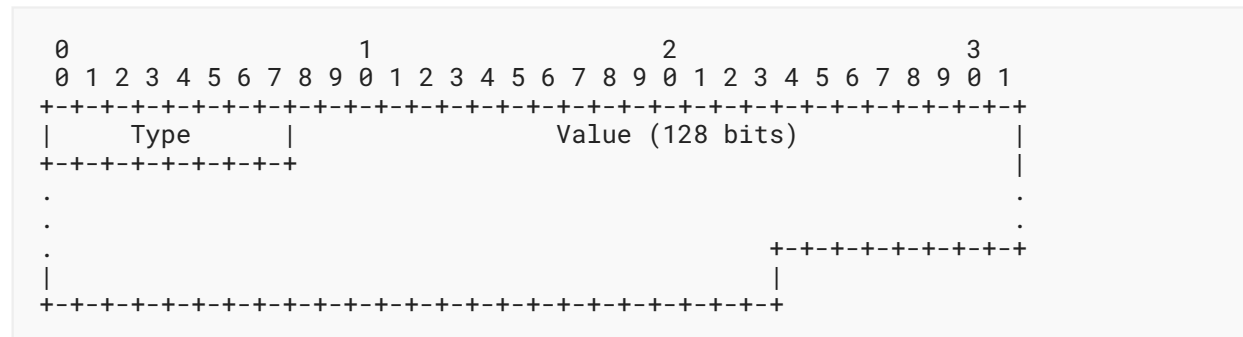 0                   1                   2                   3
 0 1 2 3 4 5 6 7 8 9 0 1 2 3 4 5 6 7 8 9 0 1 2 3 4 5 6 7 8 9 0 1
+-+-+-+-+-+-+-+-+-+-+-+-+-+-+-+-+-+-+-+-+-+-+-+-+-+-+-+-+-+-+-+-+
|     Type      |                 Value (128 bits)              |
+-+-+-+-+-+-+-+-+                                               |
.                                                               .
.                                                               .
.                                               +-+-+-+-+-+-+-+-+
|                                               |
+-+-+-+-+-+-+-+-+-+-+-+-+-+-+-+-+-+-+-+-+-+-+-+-+